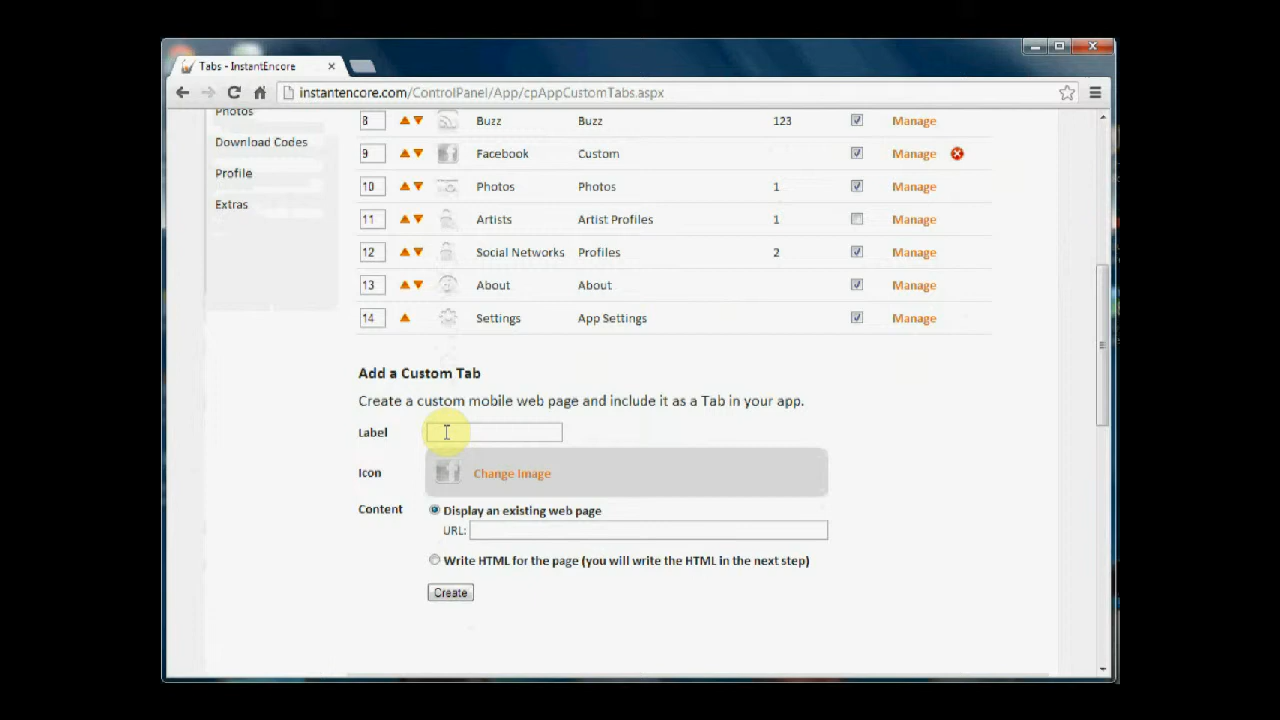 Tabs - InstantEncore
instantencore.com/ControlPanel/App/cpAppCustomTabs.aspx
Photos
Download Codes
Profile
Extras
8 Buzz Buzz 123 Manage
9 Facebook Custom Manage
10 Photos Photos 1 Manage
11 Artists Artist Profiles 1 Manage
12 Social Networks Profiles 2 Manage
13 About About Manage
14 Settings App Settings Manage
Add a Custom Tab
Create a custom mobile web page and include it as a Tab in your app.
Label
Icon Change Image
Content Display an existing web page
URL:
Write HTML for the page (you will write the HTML in the next step)
Create